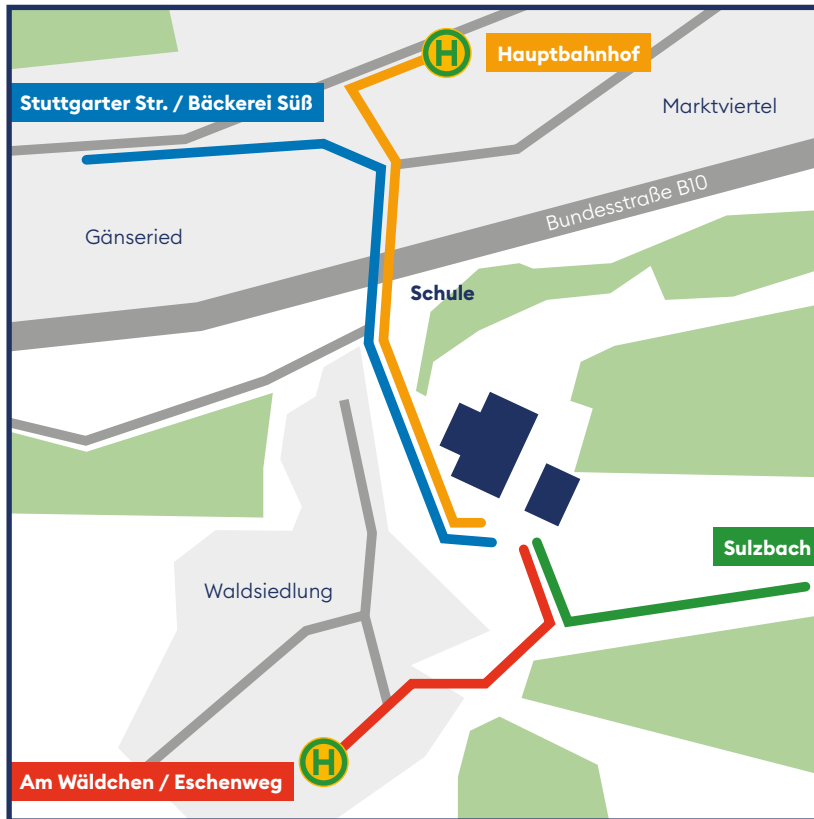 H
Hauptbahnhof
Stuttgarter Str. / Bäckerei Süß
Marktviertel
Bundesstraße B10
Gänseried
Schule
Sulzbach
Waldsiedlung
H
Am Wäldchen / Eschenweg